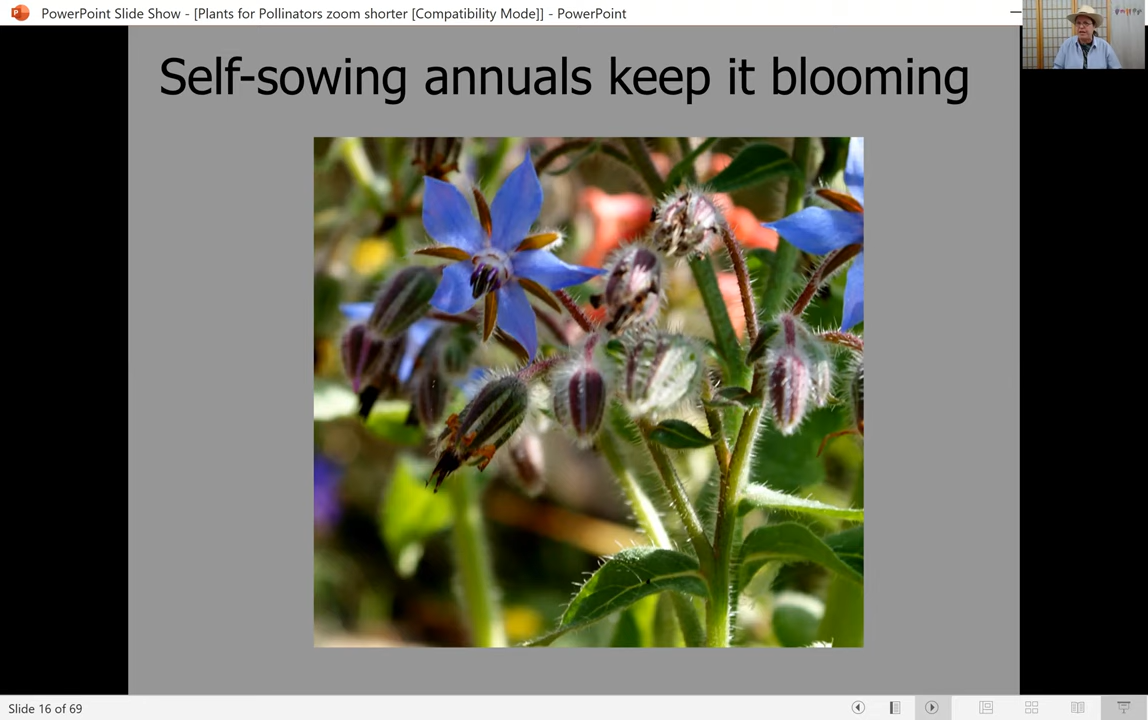 PowerPoint Slide Show - [Plants for Pollinators zoom shorter [Compatibility Mode]] - PowerPoint
Self-sowing annuals keep it blooming
Slide 16 of 69